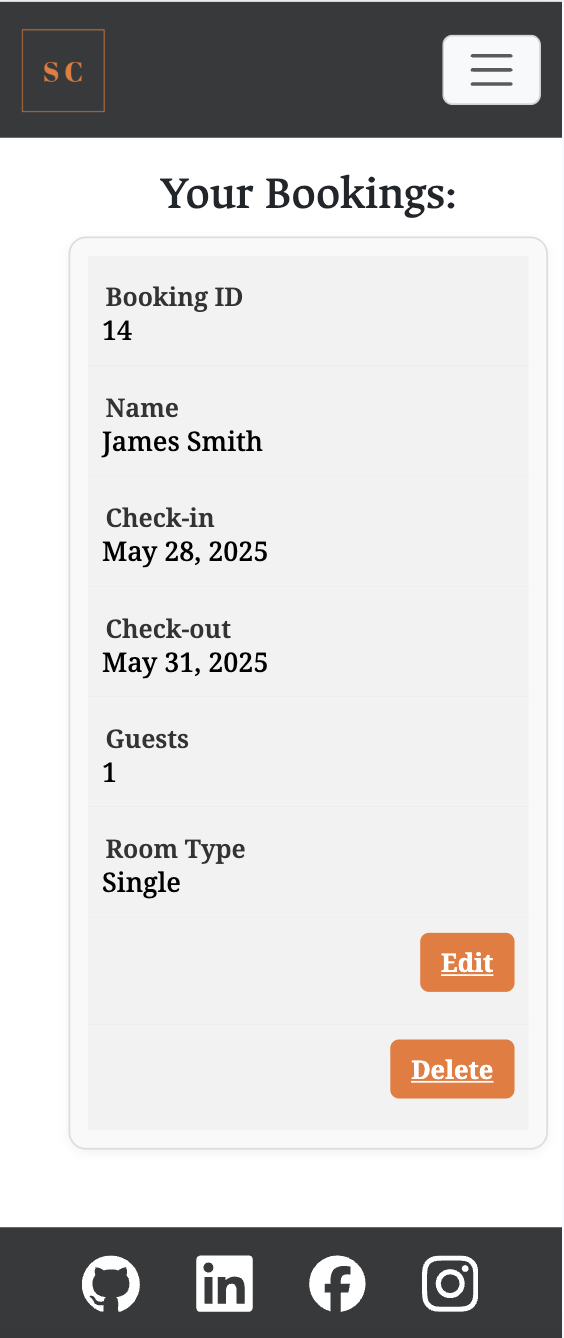 S C
Your Bookings:
Booking ID
14
Name
James Smith
Check-in
May 28, 2025
Check-out
May 31, 2025
Guests
1
Room Type
Single
Edit
Delete
in